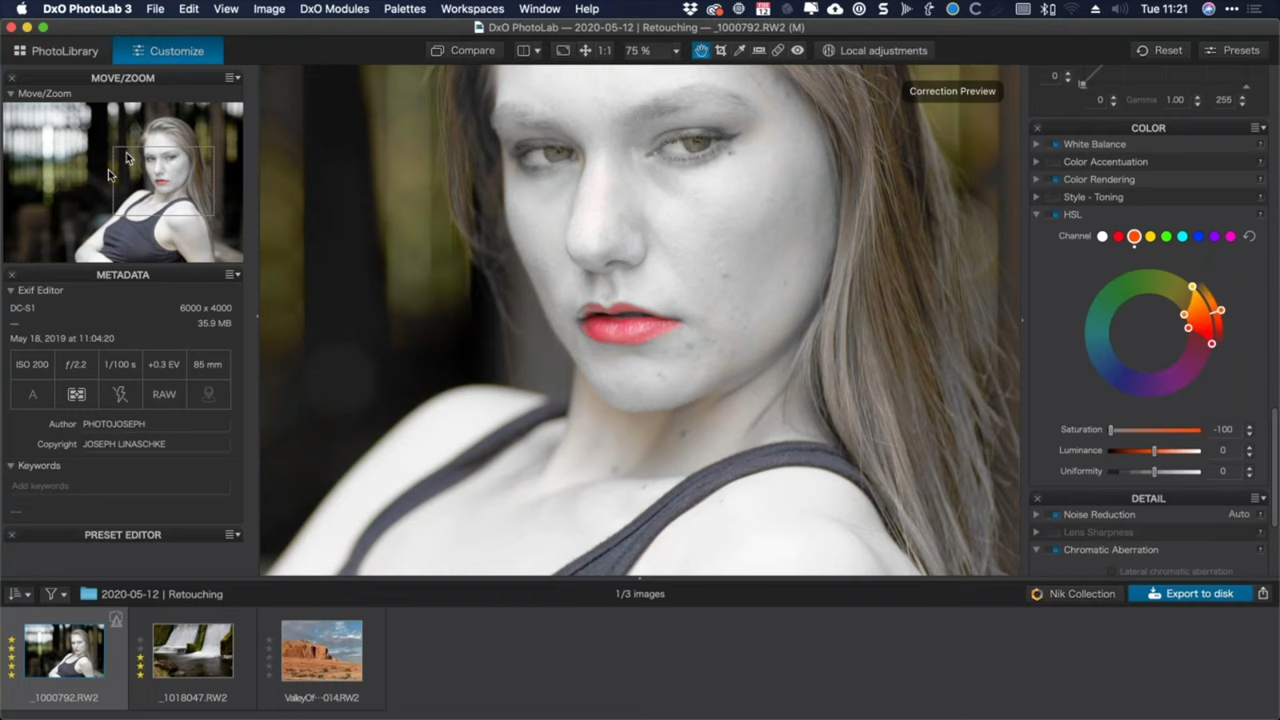 DxO PhotoLab 3 File Edit View Image DxO Modules Palettes Workspaces Window Help TUE 12 Tue 11:21
DxO PhotoLab — 2020-05-12 | Retouching — _1000792.RW2 (M)
PhotoLibrary Customize Compare 1:1 75 % Local adjustments Reset Presets
MOVE/ZOOM
Move/Zoom
METADATA
Exif Editor
DC-S1 6000 x 4000
— 35.9 MB
May 18, 2019 at 11:04:20
ISO 200 ƒ/2.2 1/100 s +0.3 EV 85 mm
A RAW
Author PHOTOJOSEPH
Copyright JOSEPH LINASCHKE
Keywords
Add keywords
—
PRESET EDITOR
Correction Preview
0
0 Gamma 1.00 255
COLOR
White Balance ?
Color Accentuation ?
Color Rendering ?
Style - Toning ?
HSL ?
Channel
Saturation -100
Luminance 0
Uniformity 0
DETAIL
Noise Reduction Auto ?
Lens Sharpness ?
Chromatic Aberration ?
Lateral chromatic aberration
2020-05-12 | Retouching 1/3 images Nik Collection Export to disk
_1000792.RW2 _1018047.RW2 ValleyOf···014.RW2